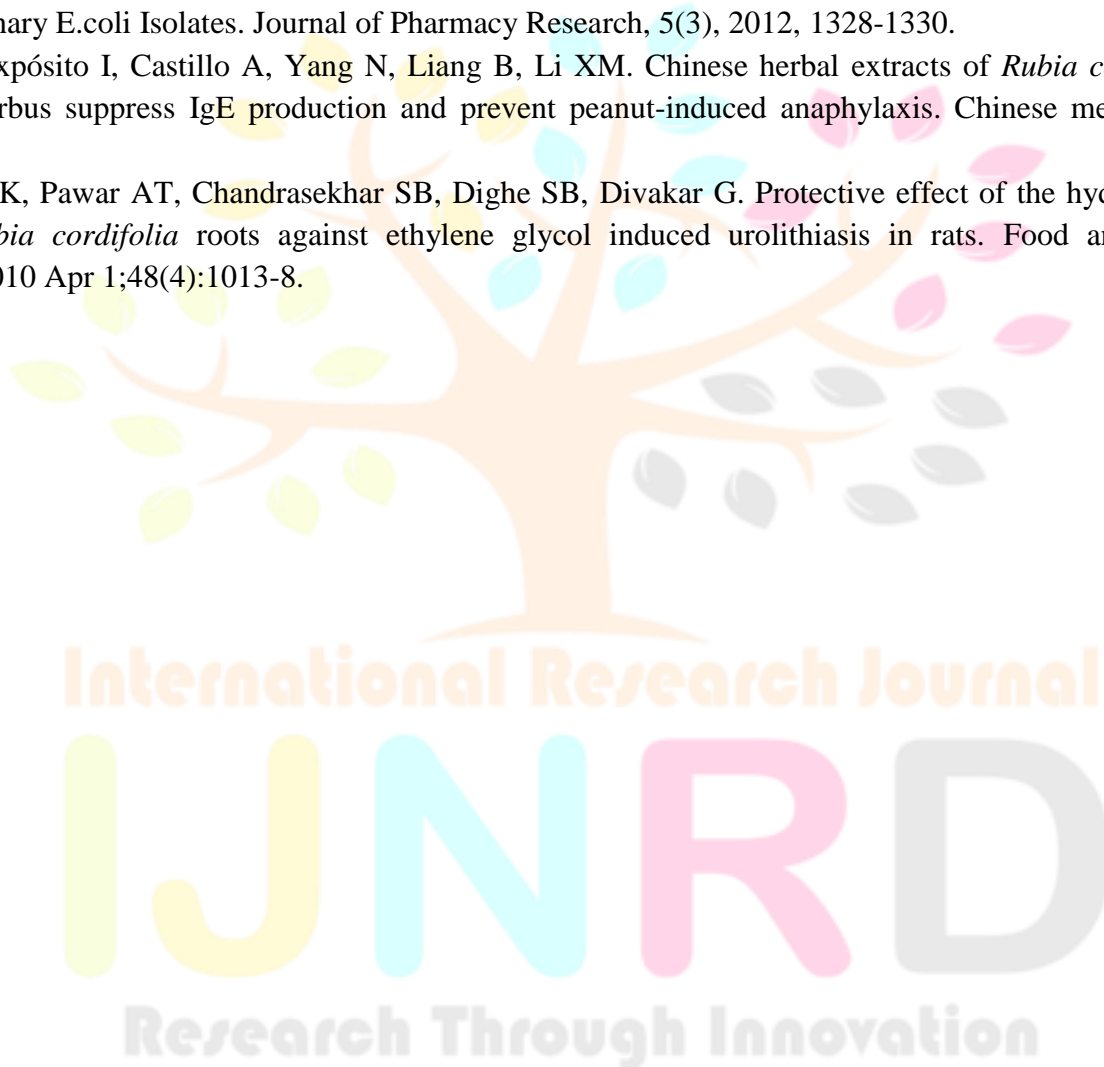 nary E.coli Isolates. Journal of Pharmacy Research, 5(3), 2012, 1328-1330.
xpósito I, Castillo A, Yang N, Liang B, Li XM. Chinese herbal extracts of Rubia c
rbus suppress IgE production and prevent peanut-induced anaphylaxis. Chinese me
K, Pawar AT, Chandrasekhar SB, Dighe SB, Divakar G. Protective effect of the hyd
bia cordifolia roots against ethylene glycol induced urolithiasis in rats. Food a
010 Apr 1;48(4):1013-8.
International Research Journal
IJNRD
Research Through Innovation